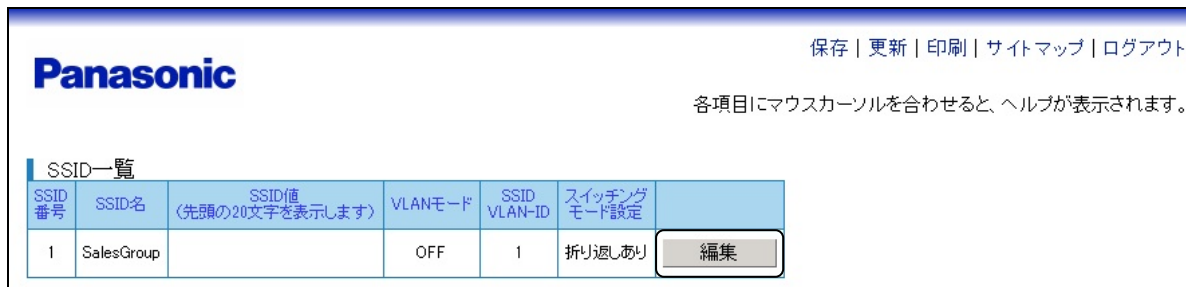 保存 | 更新 | 印刷 | サイトマップ | ログアウト
Panasonic
各項目にマウスカーソルを合わせると、ヘルプが表示されます。
SSID一覧
SSID番号 SSID名 SSID値(先頭の20文字を表示します) VLANモード SSID VLAN-ID スイッチングモード設定
1 SalesGroup OFF 1 折り返しあり 編集